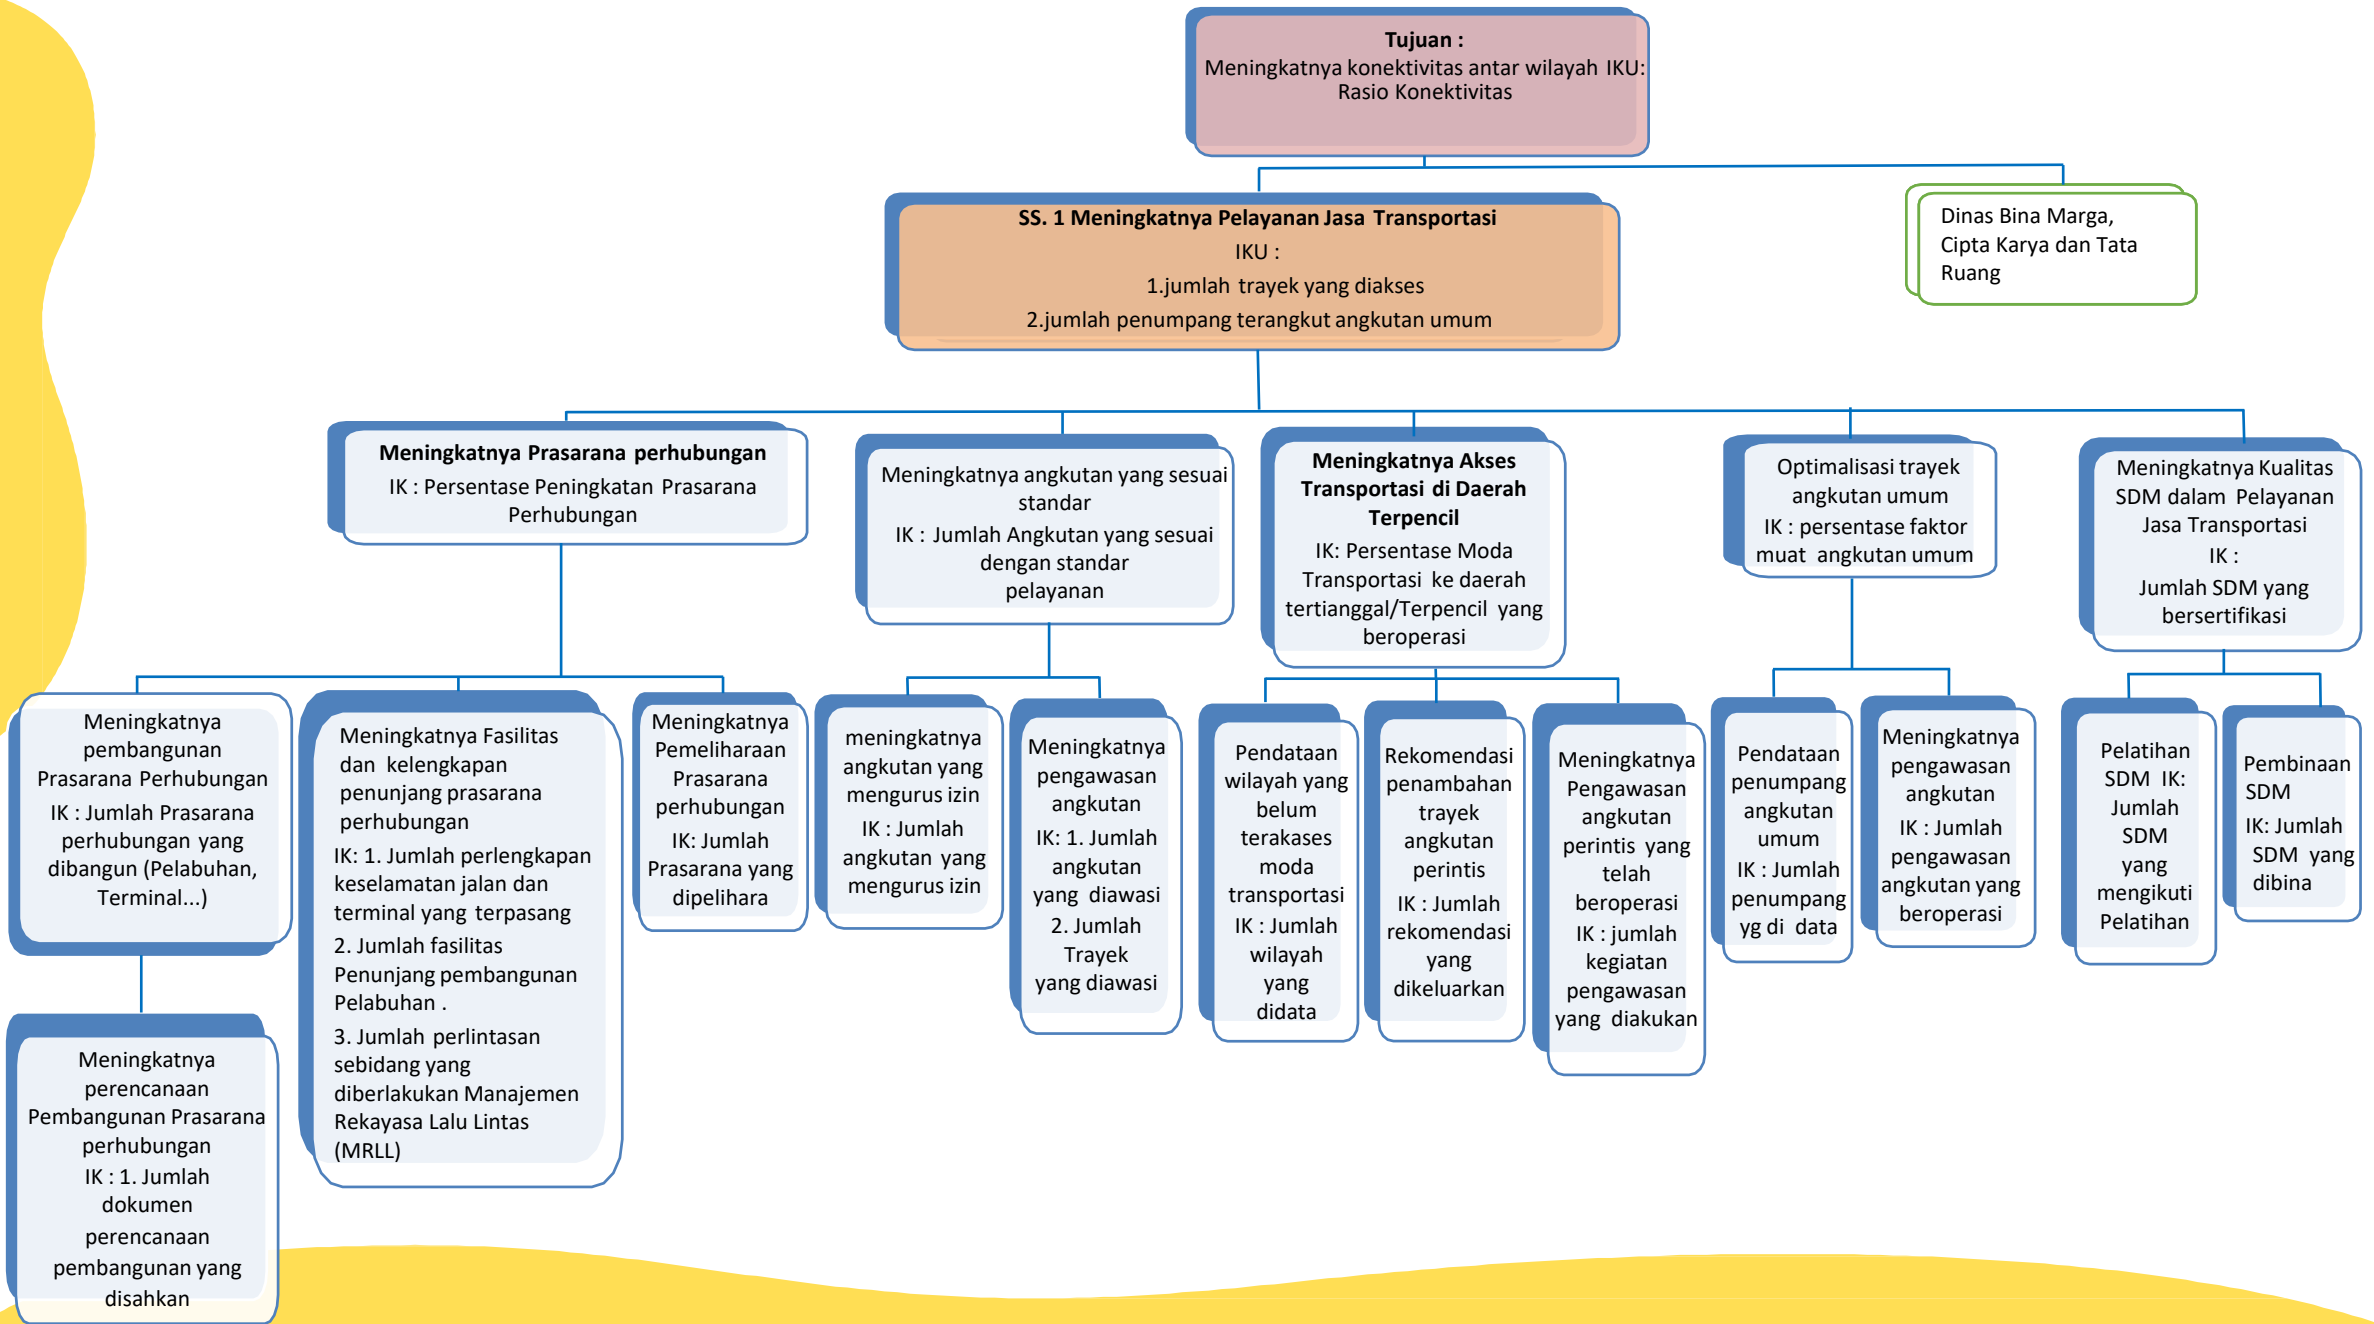 Tujuan :
Meningkatnya konektivitas antar wilayah IKU:
Rasio Konektivitas
SS. 1 Meningkatnya Pelayanan Jasa Transportasi
IKU :
1.jumlah trayek yang diakses
2.jumlah penumpang terangkut angkutan umum
Dinas Bina Marga,
Cipta Karya dan Tata
Ruang
Meningkatnya Prasarana perhubungan
IK : Persentase Peningkatan Prasarana
Perhubungan
Meningkatnya angkutan yang sesuai
standar
IK : Jumlah Angkutan yang sesuai
dengan standar
pelayanan
Meningkatnya Akses
Transportasi di Daerah
Terpencil
IK: Persentase Moda
Transportasi ke daerah
tertianggal/Terpencil yang
beroperasi
Optimalisasi trayek
angkutan umum
IK : persentase faktor
muat angkutan umum
Meningkatnya Kualitas
SDM dalam Pelayanan
Jasa Transportasi
IK :
Jumlah SDM yang
bersertifikasi
Meningkatnya
pembangunan
Prasarana Perhubungan
IK : Jumlah Prasarana
perhubungan yang
dibangun (Pelabuhan,
Terminal...)
Meningkatnya Fasilitas
dan kelengkapan
penunjang prasarana
perhubungan
IK: 1. Jumlah perlengkapan
keselamatan jalan dan
terminal yang terpasang
2. Jumlah fasilitas
Penunjang pembangunan
Pelabuhan .
3. Jumlah perlintasan
sebidang yang
diberlakukan Manajemen
Rekayasa Lalu Lintas
(MRLL)
Meningkatnya
Pemeliharaan
Prasarana
perhubungan
IK: Jumlah
Prasarana yang
dipelihara
meningkatnya
angkutan yang
mengurus izin
IK : Jumlah
angkutan yang
mengurus izin
Meningkatnya
pengawasan
angkutan
IK: 1. Jumlah
angkutan
yang diawasi
2. Jumlah
Trayek
yang diawasi
Pendataan
wilayah yang
belum
terakases
moda
transportasi
IK : Jumlah
wilayah
yang
didata
Rekomendasi
penambahan
trayek
angkutan
perintis
IK : Jumlah
rekomendasi
yang
dikeluarkan
Meningkatnya
Pengawasan
angkutan
perintis yang
telah
beroperasi
IK : jumlah
kegiatan
pengawasan
yang diakukan
Pendataan
penumpang
angkutan
umum
IK : Jumlah
penumpang
yg di data
Meningkatnya
pengawasan
angkutan
IK : Jumlah
pengawasan
angkutan yang
beroperasi
Pelatihan
SDM IK:
Jumlah
SDM
yang
mengikuti
Pelatihan
Pembinaan
SDM
IK: Jumlah
SDM yang
dibina
Meningkatnya
perencanaan
Pembangunan Prasarana
perhubungan
IK : 1. Jumlah
dokumen
perencanaan
pembangunan yang
disahkan